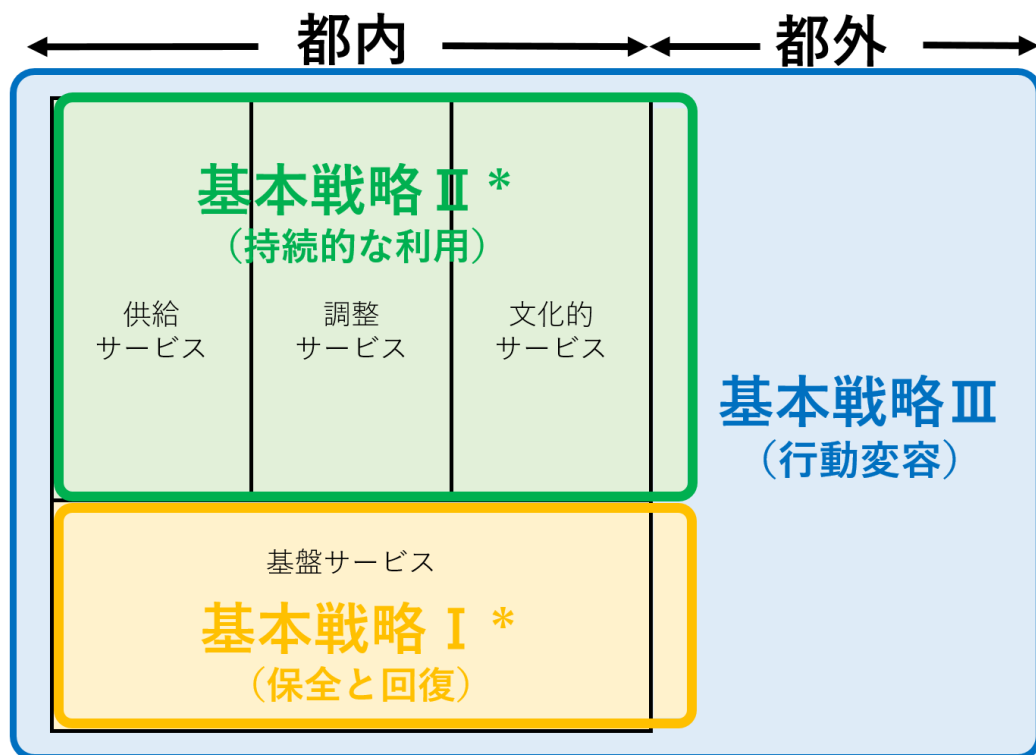 都内
都外
基本戦略Ⅱ*
(持続的な利用)
供給
サービス
調整
サービス
文化的
サービス
基本戦略Ⅲ
(行動変容)
基盤サービス
基本戦略Ⅰ*
(保全と回復)